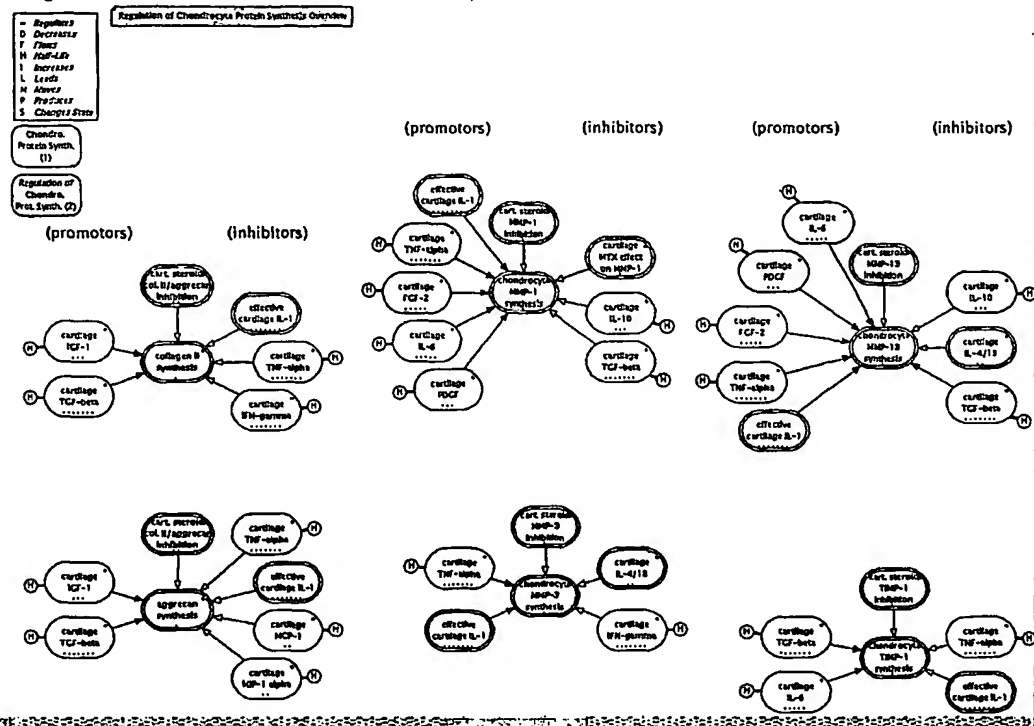 Regulation of Chondrocyte Protein Synthesis Overview
= Regulates
D Decreases
F Flows
H Half-Life
I Increases
L Leads
M Moves
P Produces
S Changes State
Chondro.
Protein Synth.
(1)
Regulation of
Chondro.
Prot. Synth. (2)
(promotors)
(inhibitors)
cart. steroid
col. II/aggrecan
inhibition
effective
cartilage IL-1
H
cartilage
IGF-1
collagen II
synthesis
cartilage
TNF-alpha
H
H
cartilage
TGF-beta
cartilage
IFN-gamma
H
(promotors)
(inhibitors)
effective
cartilage IL-1
cart. steroid
MMP-1
inhibition
H
cartilage
TNF-alpha
cartilage
MTX effect
on MMP-1
H
cartilage
FGF-2
chondrocyte
MMP-1
synthesis
cartilage
IL-10
H
H
cartilage
IL-6
cartilage
TGF-beta
H
H
cartilage
PDGF
(promotors)
(inhibitors)
H
cartilage
IL-6
H
cartilage
PDGF
cart. steroid
MMP-13
inhibition
cartilage
IL-10
H
H
cartilage
FGF-2
chondrocyte
MMP-13
synthesis
cartilage
IL-4/13
H
cartilage
TNF-alpha
cartilage
TGF-beta
H
effective
cartilage IL-1
cart. steroid
col. II/aggrecan
inhibition
cartilage
TNF-alpha
H
H
cartilage
IGF-1
effective
cartilage IL-1
aggrecan
synthesis
H
cartilage
TGF-beta
cartilage
MCP-1
H
cartilage
MIP-1 alpha
H
cart. steroid
MMP-3
inhibition
H
cartilage
TNF-alpha
cartilage
IL-4/13
chondrocyte
MMP-3
synthesis
effective
cartilage IL-1
cartilage
IFN-gamma
H
cart. steroid
TIMP-1
inhibition
H
cartilage
TGF-beta
cartilage
TNF-alpha
H
chondrocyte
TIMP-1
synthesis
H
cartilage
IL-6
effective
cartilage IL-1